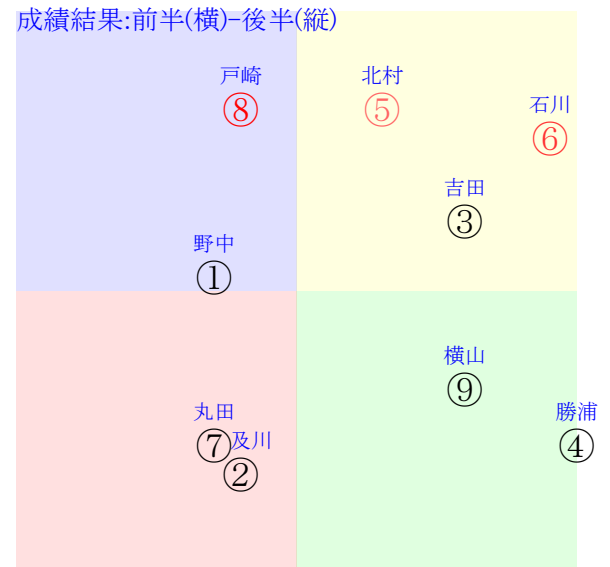 成績結果:前半(横)−後半(縦)
戸崎
⑧
北村
⑤
石川
⑥
吉田
③
野中
①
横山
⑨
丸田
⑦
及川
②
勝浦
④